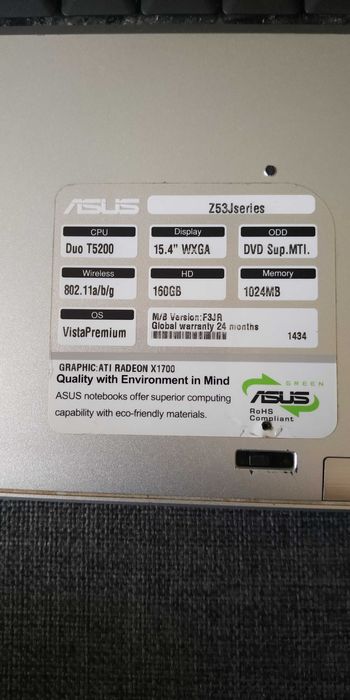 ASUS Z53Jseries
CPU Display ODD
Duo T5200 15.4" WXGA DVD Sup.MTI.
Wireless HD Memory
802.11a/b/g 160GB 1024MB
OS
VistaPremium
M/B Version:F3JR
Global warranty 24 months
1434
GRAPHIC:ATI RADEON X1700
Quality with Environment in Mind
ASUS notebooks offer superior computing
capability with eco-friendly materials.
GREEN
ASUS
RoHS
Compliant